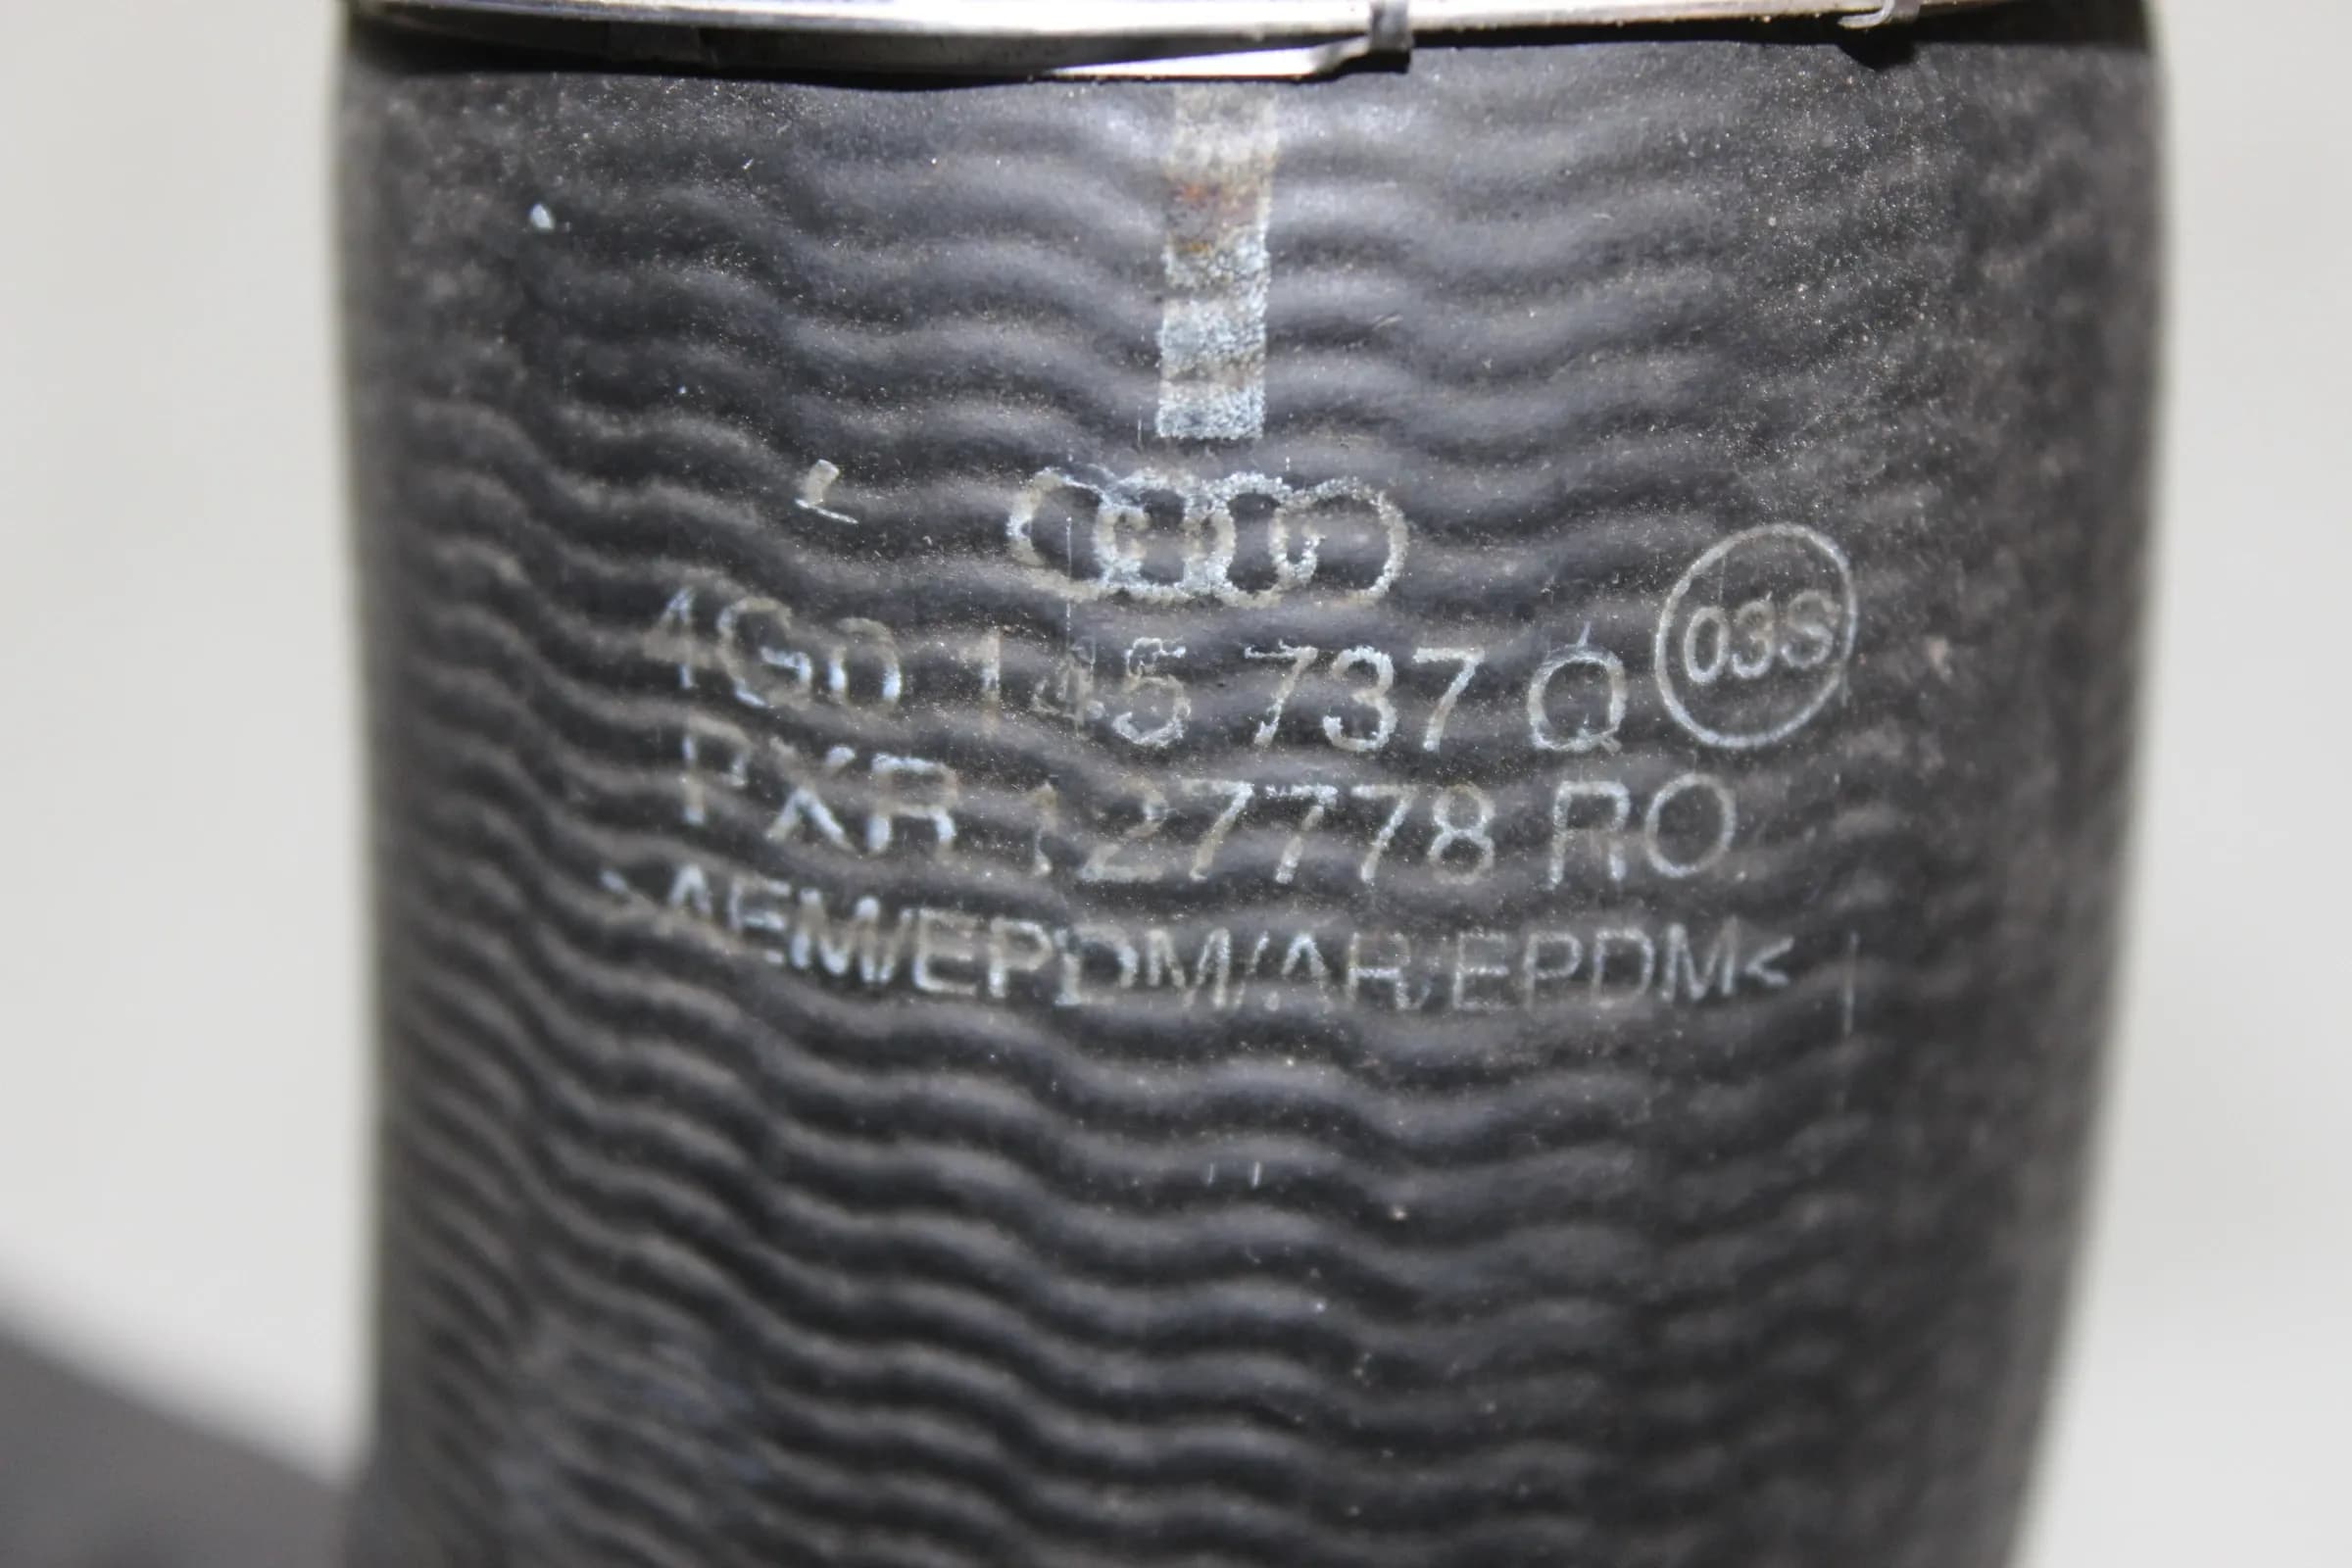 4G0 145 737 Q 03S
PXR 127778 RO
>AEM/EPDM/AR/EPDM<